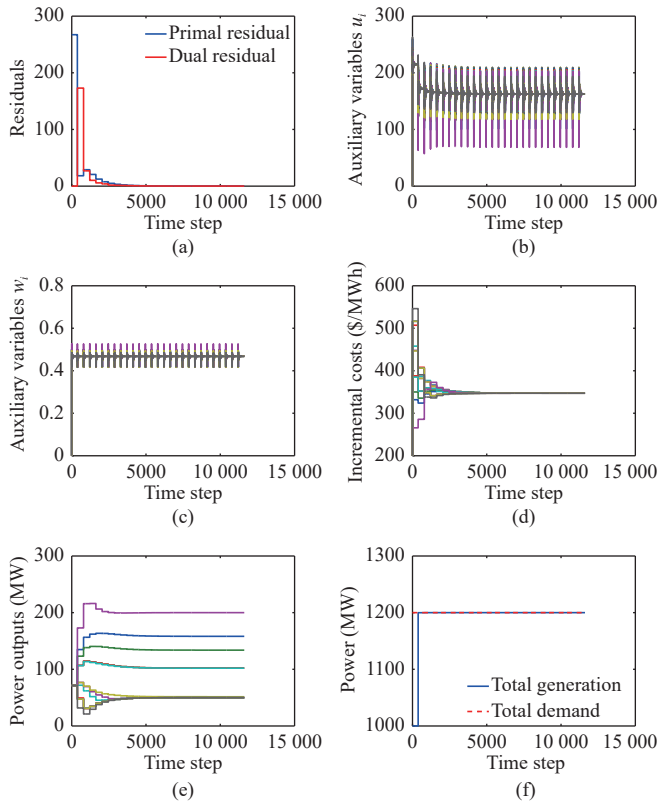 300
200
100
0
Residuals
Primal residual
Dual residual
0
5000
10 000
15 000
Time step
(a)
300
200
100
0
Auxiliary variables u_i
0
5000
10 000
15 000
Time step
(b)
0.8
0.6
0.4
0.2
0
Auxiliary variables w_i
0
5000
10 000
15 000
Time step
(c)
600
500
400
300
200
Incremental costs ($/MWh)
0
5000
10 000
15 000
Time step
(d)
300
200
100
0
Power outputs (MW)
0
5000
10 000
15 000
Time step
(e)
1300
1200
1100
1000
Power (MW)
Total generation
Total demand
0
5000
10 000
15 000
Time step
(f)